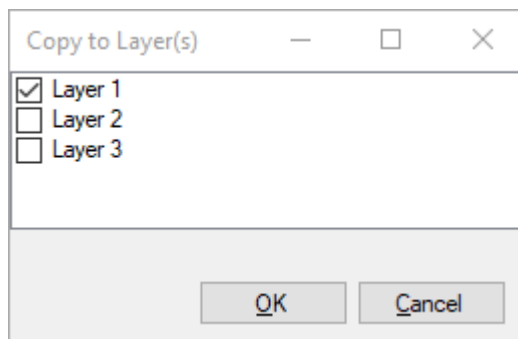 Copy to Layer(s)
Layer 1
Layer 2
Layer 3
OK Cancel